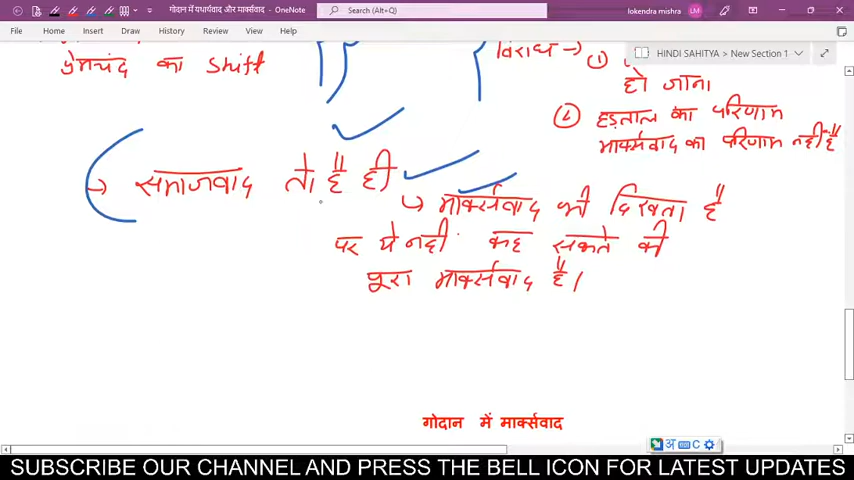 गोदान में यथार्थवाद और मार्क्सवाद - OneNote
Search (Alt+Q)
lokendra mishra
LM
File Home Insert Draw History Review View Help
HINDI SAHITYA > New Section 1
प्रेमचंद का Shift
विरोध → ①
हो जाना
② हड़ताल का परिणाम
मार्क्सवाद का परिणाम नहीं है
→ समाजवाद तो है ही
↳ मार्क्सवाद भी दिखता है
पर ये नहीं कह सकते की
पूरा मार्क्सवाद है।
गोदान में मार्क्सवाद
SUBSCRIBE OUR CHANNEL AND PRESS THE BELL ICON FOR LATEST UPDATES